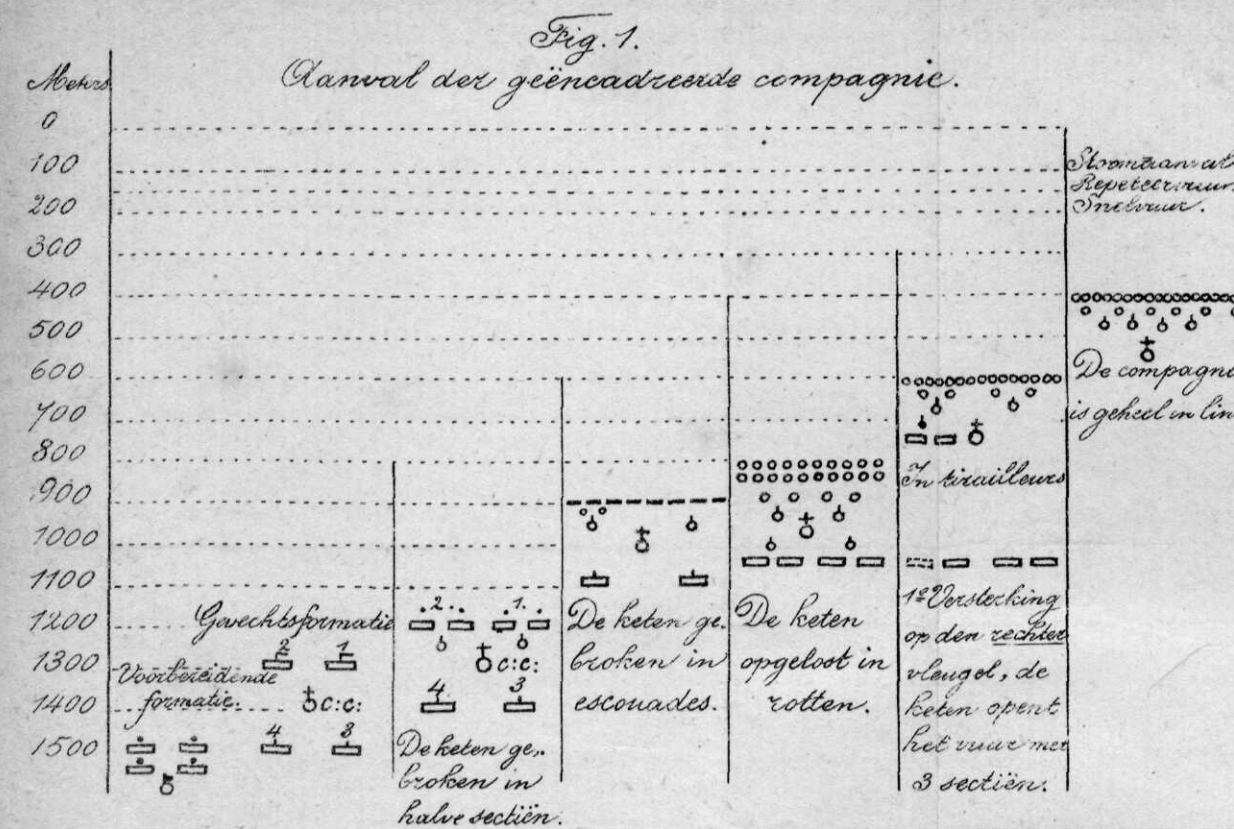 Fig. 1.
Aanval der geëncadreerde compagnie.
Meters
0
100
200
300
400
500
600
700
800
900
1000
1100
1200
1300
1400
1500
Voorbereidende
formatie.
Gevechtsformatie
2 1
c:c:
4 3
.2. .1.
c:c:
4 3
De keten ge„
broken in
halve sectiën.
De keten ge„
broken in
escouades.
De keten
opgelost in
rotten.
In tirailleurs
1e Versterking
op den rechter
vleugel, de
keten opent
het vuur met
3 sectiën.
Stormaanval
Repeteervuur
Snelvuur.
De compagn
is geheel in lin